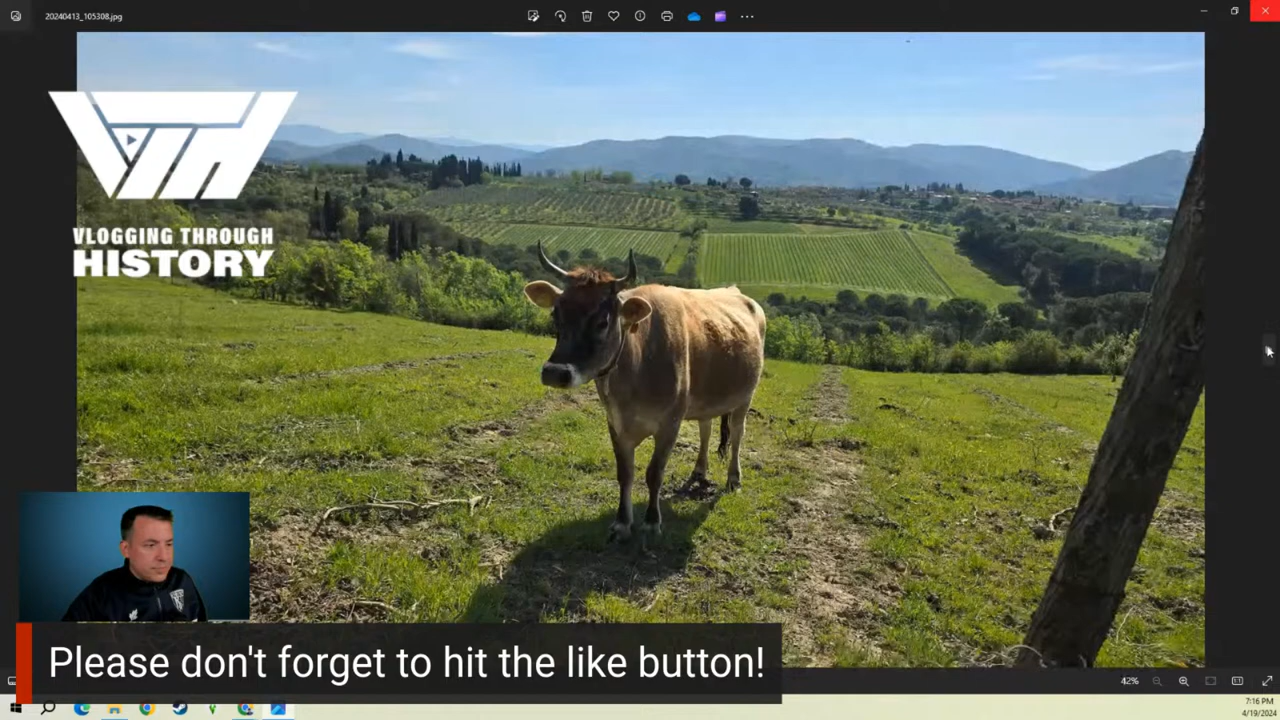 20240413_105308.jpg
VTH
VLOGGING THROUGH
HISTORY
Please don't forget to hit the like button!
42%
7:16 PM
4/19/2024